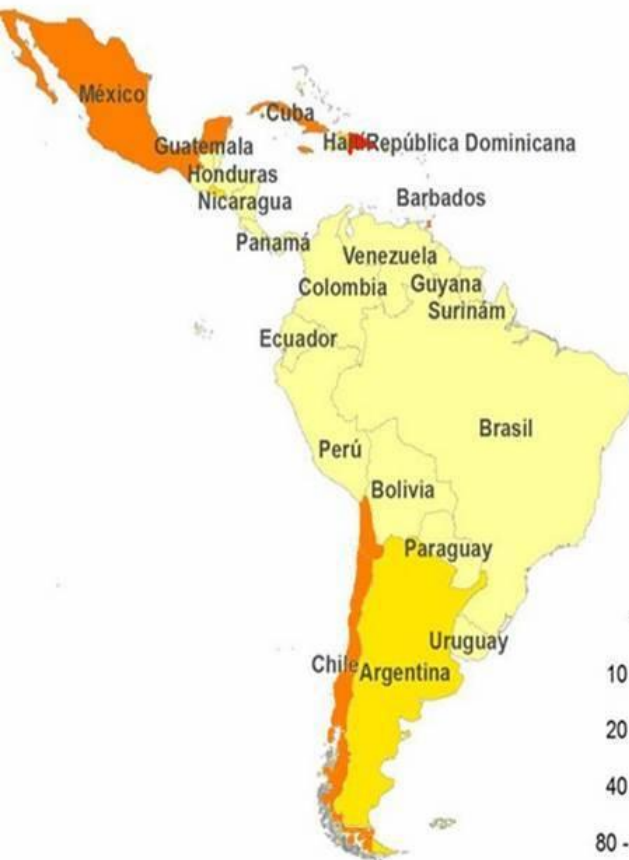 México
Cuba
Guatemala
República Dominicana
Honduras
Nicaragua
Barbados
Panamá
Venezuela
Colombia
Guyana
Surinám
Ecuador
Brasil
Perú
Bolivia
Paraguay
Uruguay
Chile
Argentina
10
20
40
80 -